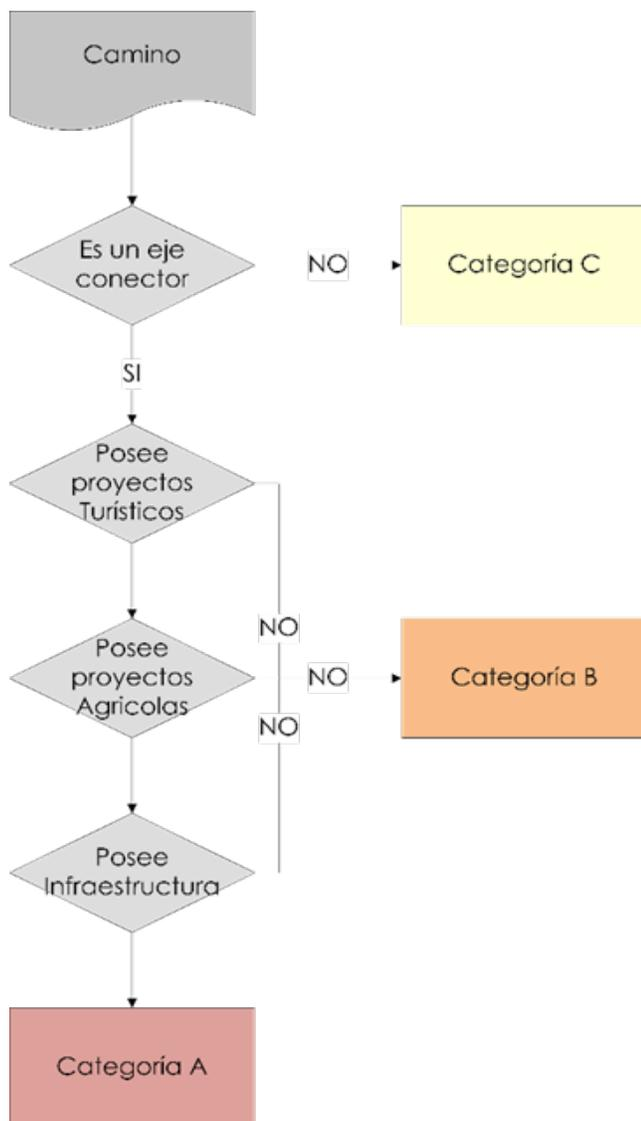 Camino
Es un eje
conector
NO
Categoría C
SI
Posee
proyectos
Turísticos
NO
Posee
proyectos
Agricolas
NO
Categoría B
NO
Posee
Infraestructura
Categoría A